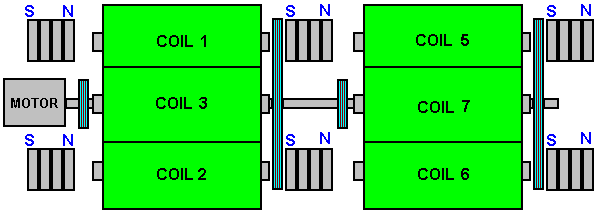 S N COIL 1 S N COIL 5 S N
MOTOR COIL 3 COIL 7
S N COIL 2 S N COIL 6 S N